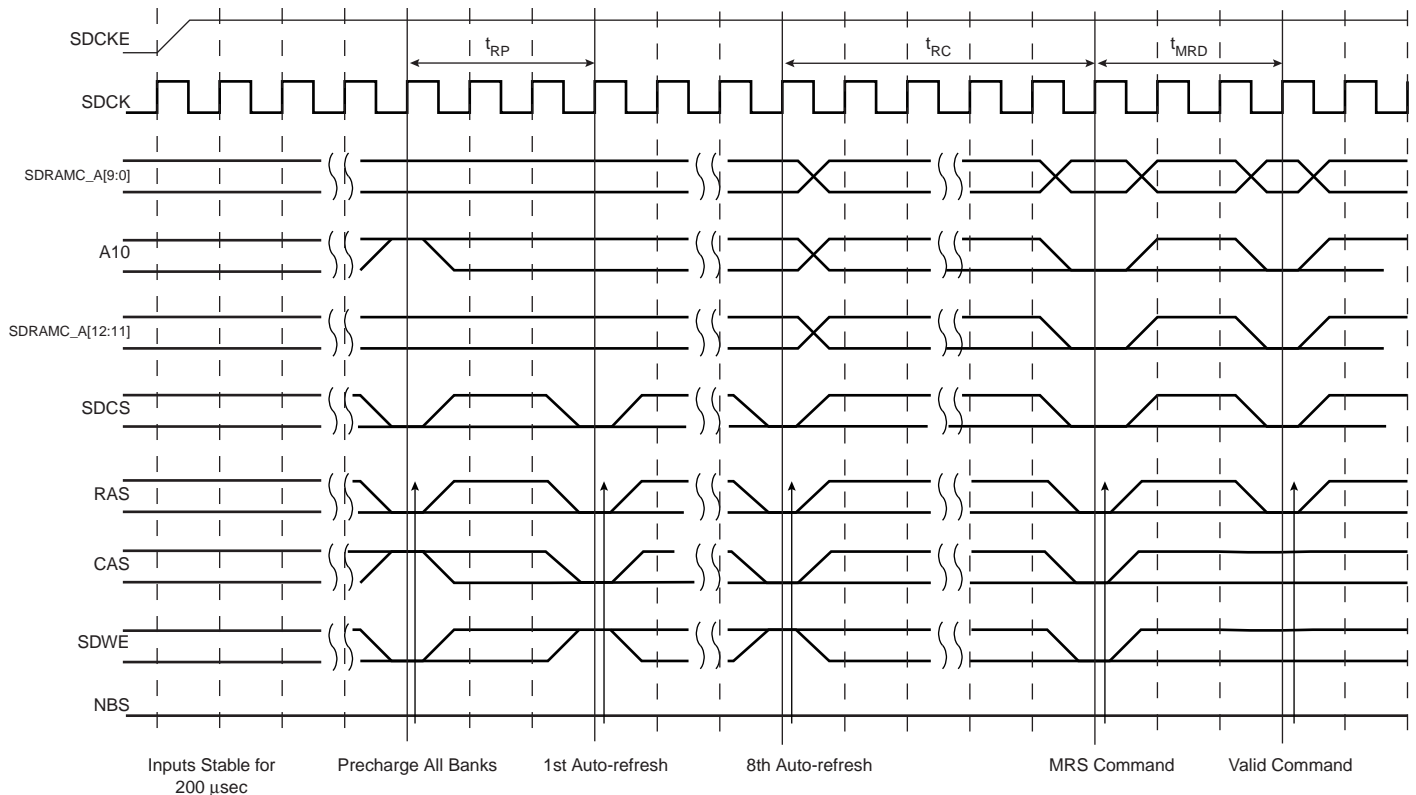 SDCKE
tRP
tRC
tMRD
SDCK
SDRAMC_A[9:0]
A10
SDRAMC_A[12:11]
SDCS
RAS
CAS
SDWE
NBS
Inputs Stable for
200 μsec
Precharge All Banks
1st Auto-refresh
8th Auto-refresh
MRS Command
Valid Command